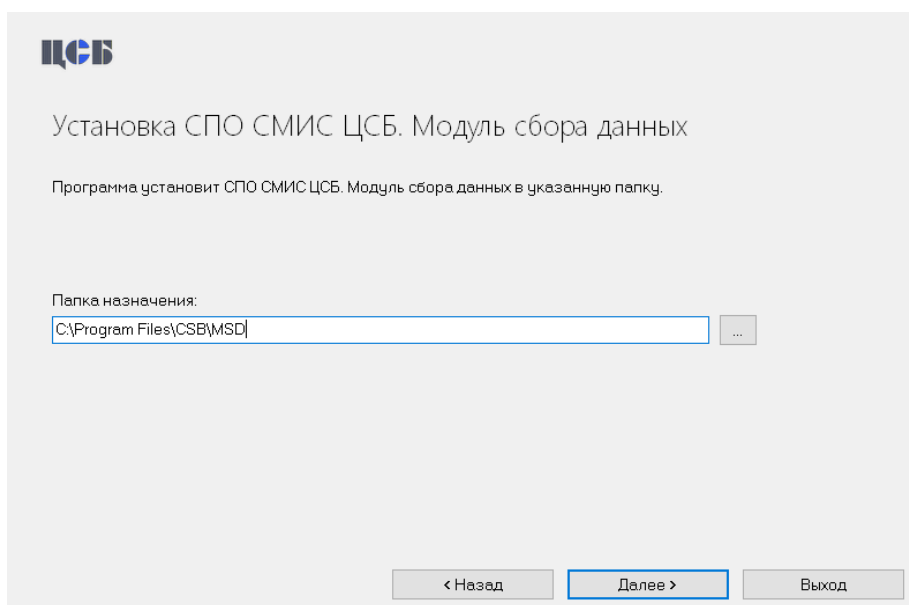 ЦСБ
Установка СПО СМИС ЦСБ. Модуль сбора данных
Программа установит СПО СМИС ЦСБ. Модуль сбора данных в указанную папку.
Папка назначения:
C:\Program Files\CSB\MSD
...
< Назад
Далее >
Выход